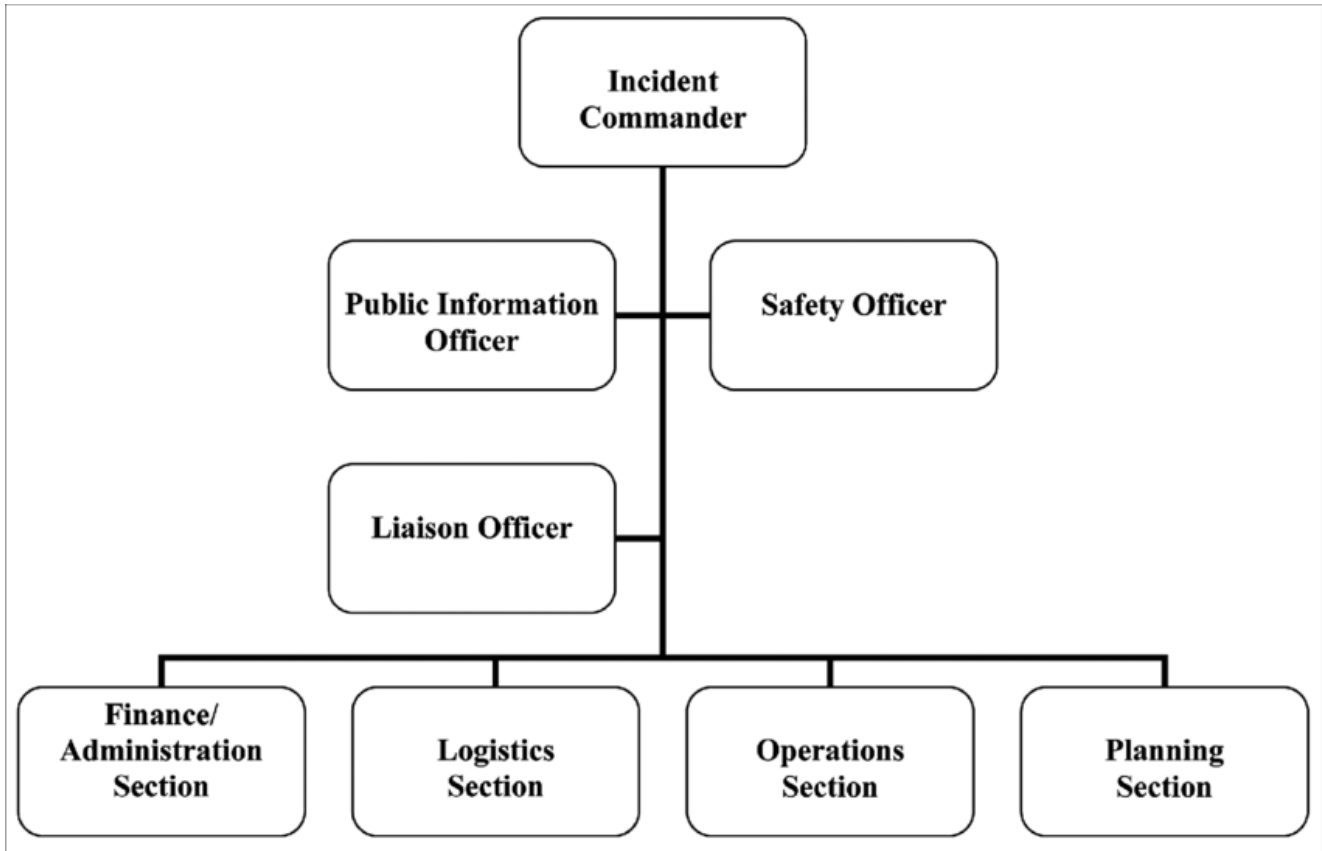 Incident
Commander
Public Information
Officer
Safety Officer
Liaison Officer
Finance/
Administration
Section
Logistics
Section
Operations
Section
Planning
Section